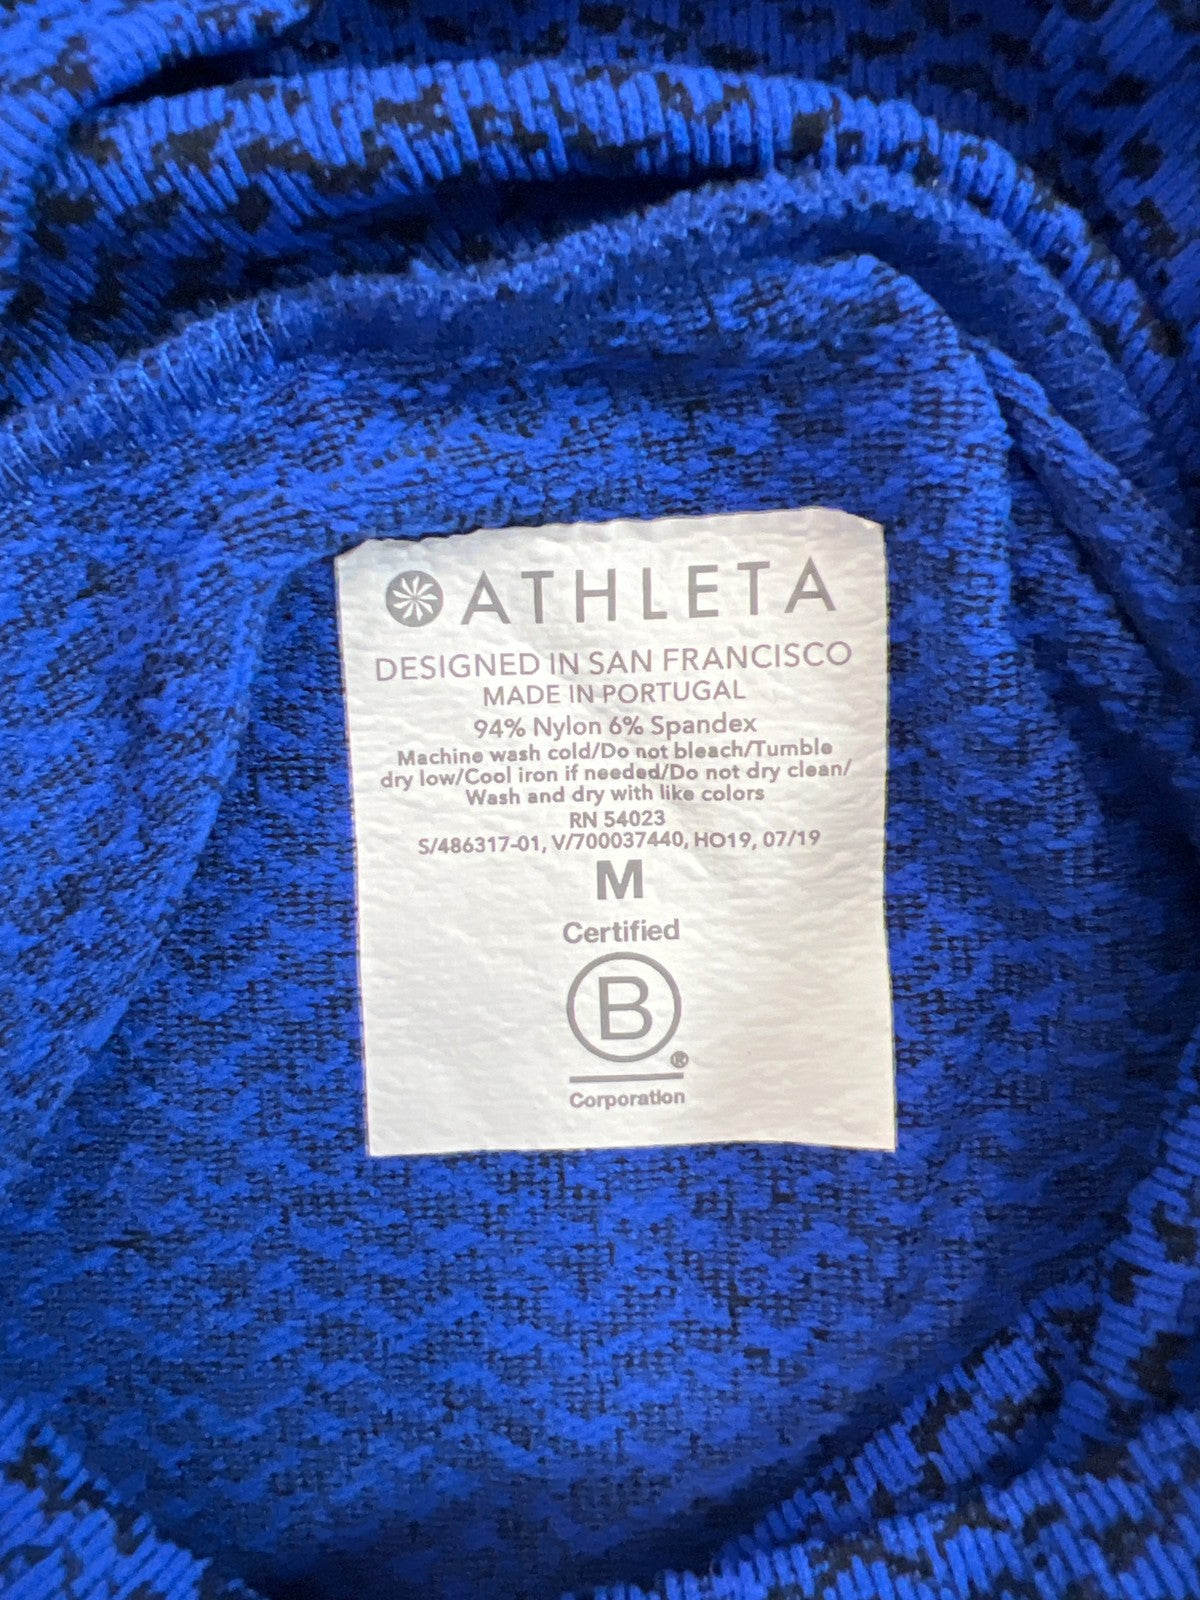 ATHLETA
DESIGNED IN SAN FRANCISCO
MADE IN PORTUGAL
94% Nylon 6% Spandex
Machine wash cold/Do not bleach/Tumble
dry low/Cool iron if needed/Do not dry clean/
Wash and dry with like colors
RN 54023
S/486317-01, V/700037440, HO19, 07/19
M
Certified
B
®
Corporation